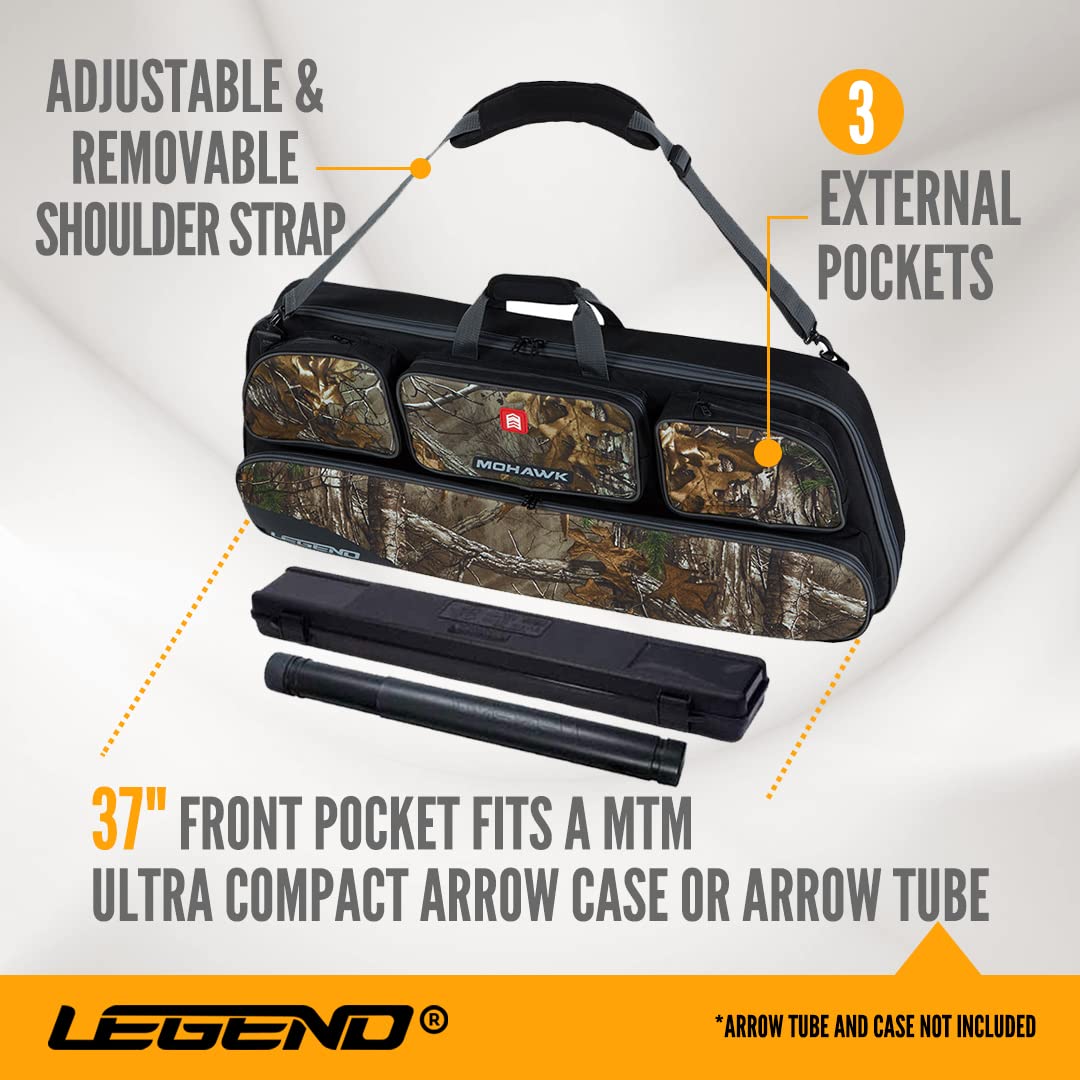 ADJUSTABLE &
REMOVABLE
SHOULDER STRAP
3
EXTERNAL
POCKETS
MOHAWK
LEGEND
37" FRONT POCKET FITS A MTM
ULTRA COMPACT ARROW CASE OR ARROW TUBE
LEGEND®
*ARROW TUBE AND CASE NOT INCLUDED